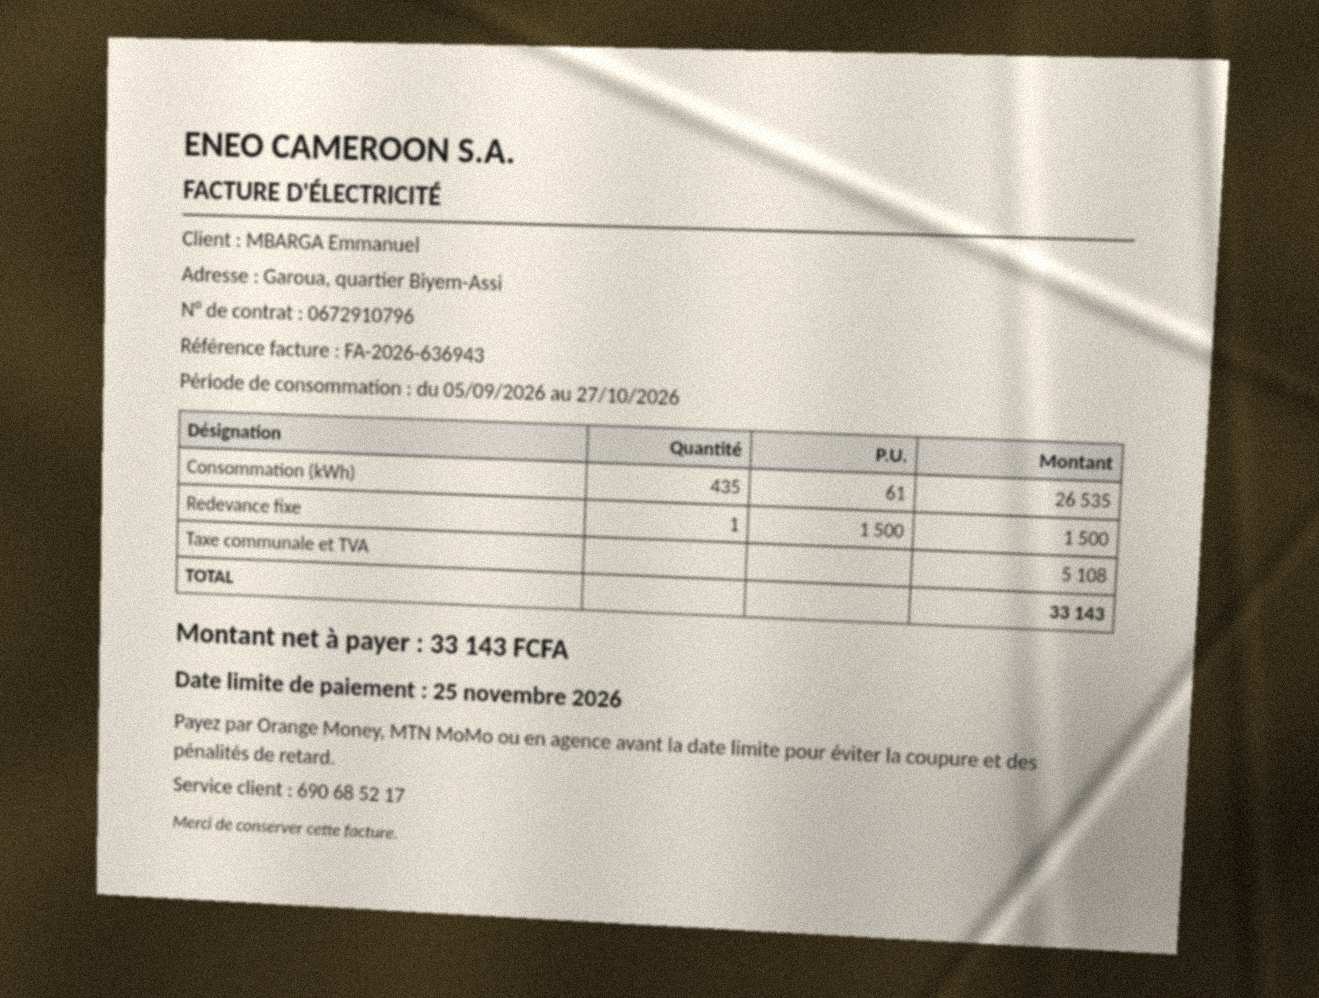 ENEO CAMEROON S.A.
FACTURE D'ÉLECTRICITÉ
Client : MBARGA Emmanuel
Adresse : Garoua, quartier Biyem-Assi
N° de contrat : 0672910796
Référence facture : FA-2026-636943
Période de consommation : du 05/09/2026 au 27/10/2026
Désignation Quantité P.U. Montant
Consommation (kWh) 435 61 26 535
Redevance fixe 1 1 500 1 500
Taxe communale et TVA 5 108
TOTAL 33 143
Montant net à payer : 33 143 FCFA
Date limite de paiement : 25 novembre 2026
Payez par Orange Money, MTN MoMo ou en agence avant la date limite pour éviter la coupure et des
pénalités de retard.
Service client : 690 68 52 17
Merci de conserver cette facture.